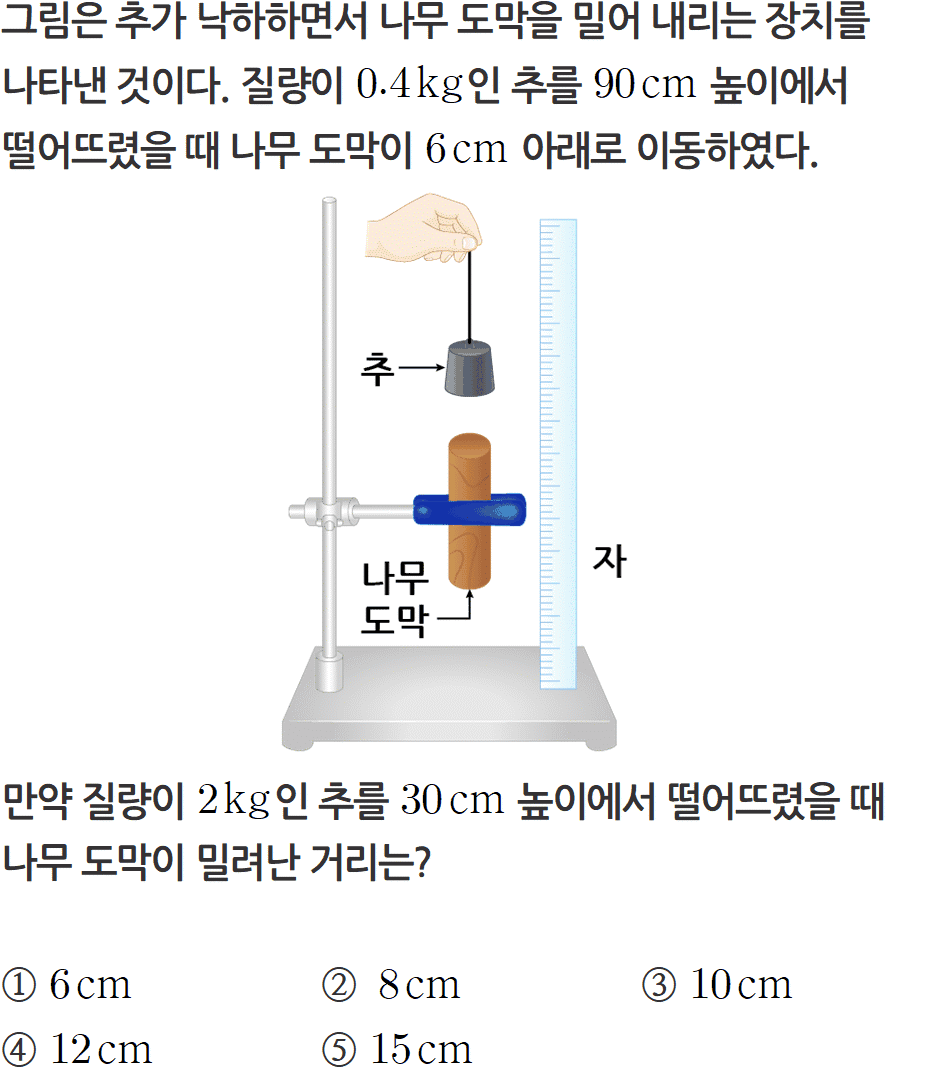 그림은 추가 낙하하면서 나무 도막을 밀어 내리는 장치를
나타낸 것이다. 질량이 0.4kg인 추를 90cm 높이에서
떨어뜨렸을 때 나무 도막이 6cm 아래로 이동하였다.
추
자
나무
도막
만약 질량이 2kg인 추를 30cm 높이에서 떨어뜨렸을 때
나무 도막이 밀려난 거리는?
① 6cm ② 8cm ③ 10cm
④ 12cm ⑤ 15cm